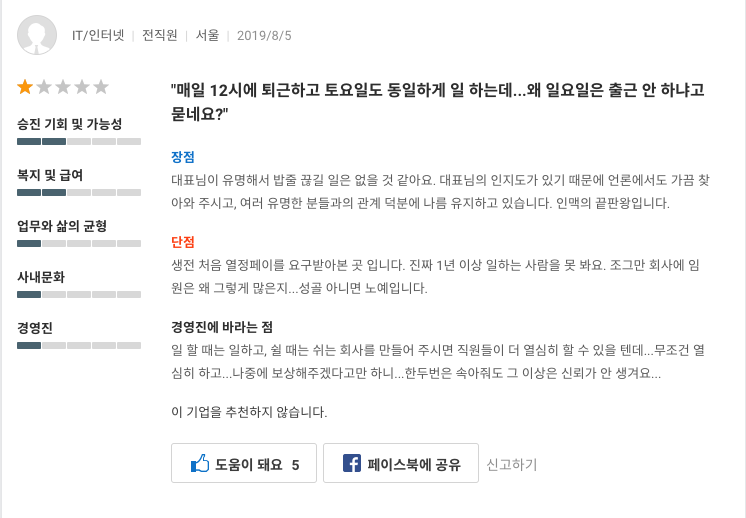 IT/인터넷 | 전직원 | 서울 | 2019/8/5
"매일 12시에 퇴근하고 토요일도 동일하게 일 하는데...왜 일요일은 출근 안 하냐고
묻네요?"
승진 기회 및 가능성
복지 및 급여
업무와 삶의 균형
사내문화
경영진
장점
대표님이 유명해서 밥줄 끊길 일은 없을 것 같아요. 대표님의 인지도가 있기 때문에 언론에서도 가끔 찾
아와 주시고, 여러 유명한 분들과의 관계 덕분에 나름 유지하고 있습니다. 인맥의 끝판왕입니다.
단점
생전 처음 열정페이를 요구받아본 곳 입니다. 진짜 1년 이상 일하는 사람을 못 봐요. 조그만 회사에 임
원은 왜 그렇게 많은지...성골 아니면 노예입니다.
경영진에 바라는 점
일 할 때는 일하고, 쉴 때는 쉬는 회사를 만들어 주시면 직원들이 더 열심히 할 수 있을 텐데...무조건 열
심히 하고...나중에 보상해주겠다고만 하니...한두번은 속아줘도 그 이상은 신뢰가 안 생겨요...
이 기업을 추천하지 않습니다.
도움이 돼요 5
페이스북에 공유
신고하기